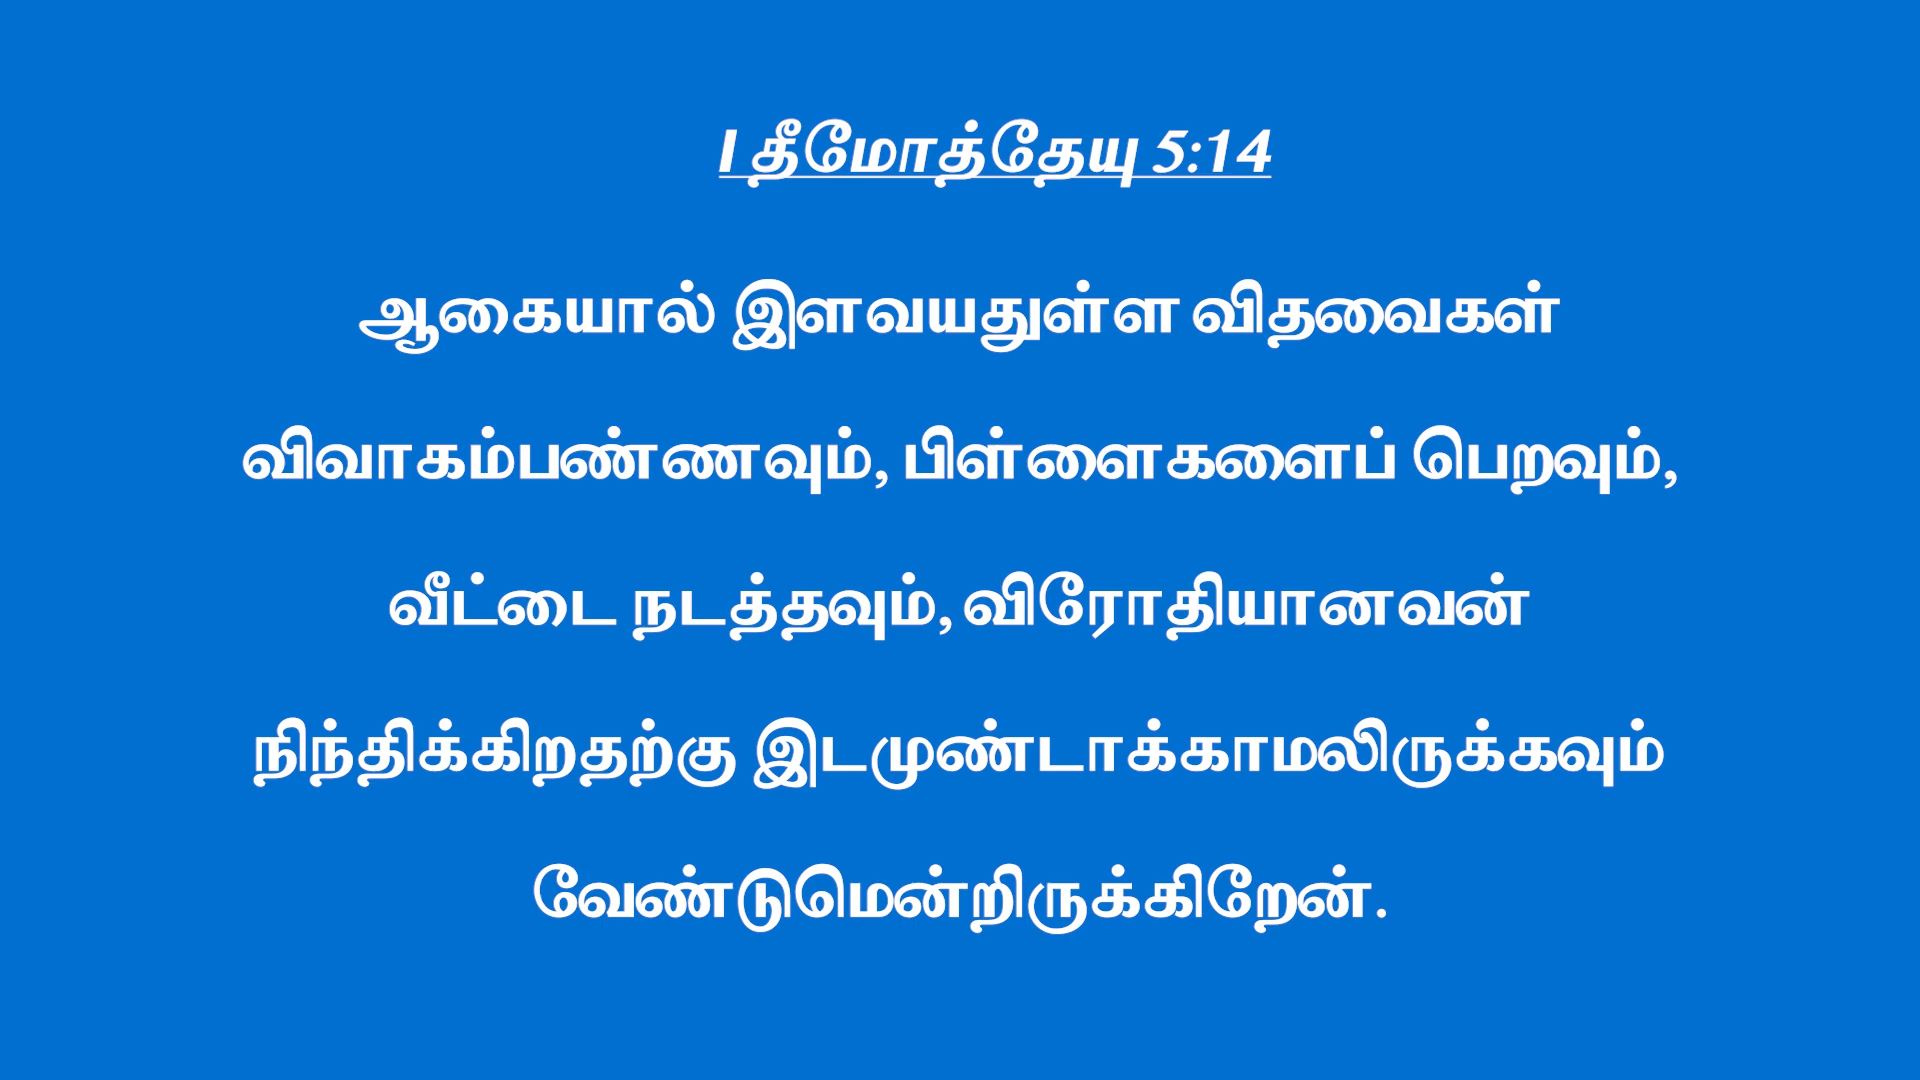 I தீமோத்தேயு 5:14
ஆகையால் இளவயதுள்ள விதவைகள்
விவாகம்பண்ணவும், பிள்ளைகளைப் பெறவும்,
வீட்டை நடத்தவும், விரோதியானவன்
நிந்திக்கிறதற்கு இடமுண்டாக்காமலிருக்கவும்
வேண்டுமென்றிருக்கிறேன்.